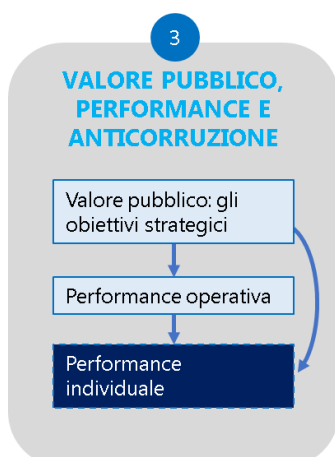 3
VALORE PUBBLICO,
PERFORMANCE E
ANTICORRUZIONE
Valore pubblico: gli
obiettivi strategici
Performance operativa
Performance
individuale